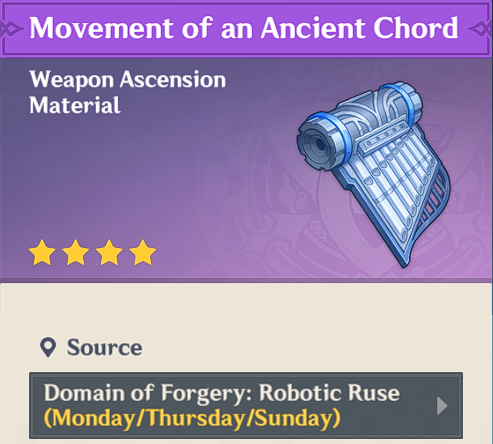 Movement of an Ancient Chord
Weapon Ascension
Material
Source
Domain of Forgery: Robotic Ruse
(Monday/Thursday/Sunday)